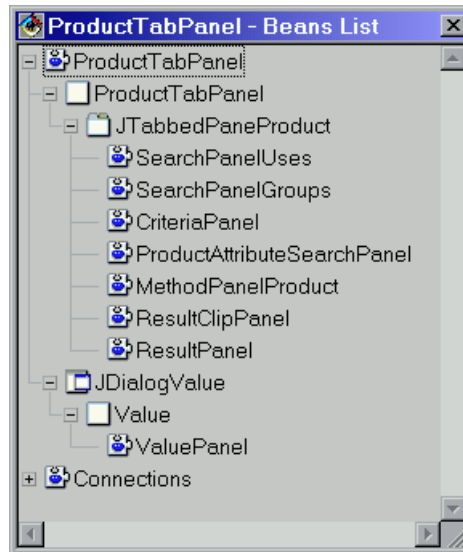 ProductTabPanel - Beans List
ProductTabPanel
ProductTabPanel
JTabbedPaneProduct
SearchPanelUses
SearchPanelGroups
CriteriaPanel
ProductAttributeSearchPanel
MethodPanelProduct
ResultClipPanel
ResultPanel
JDialogValue
Value
ValuePanel
Connections